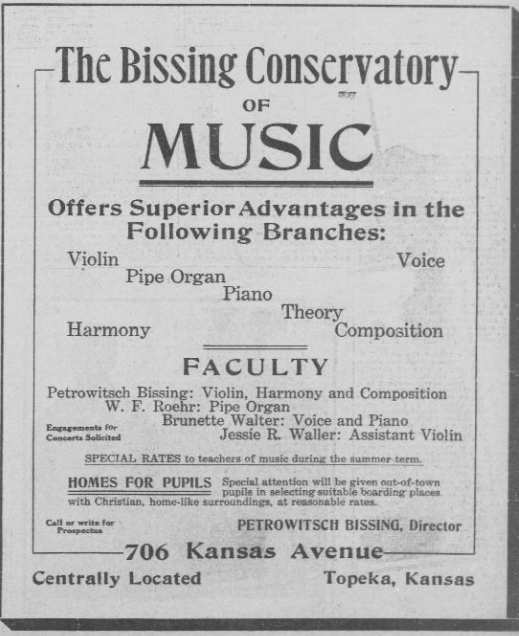 The Bissing Conservatory
OF
MUSIC
Offers Superior Advantages in the
Following Branches:
Violin Voice
Pipe Organ
Piano
Theory
Harmony Composition
FACULTY
Petrowitsch Bissing: Violin, Harmony and Composition
W. F. Roehr: Pipe Organ
Brunette Walter: Voice and Piano
Engagements for
Concerts Solicited
Jessie R. Waller: Assistant Violin
SPECIAL RATES to teachers of music during the summer term.
HOMES FOR PUPILS Special attention will be given out-of-town
pupils in selecting suitable boarding places
with Christian, home-like surroundings, at reasonable rates.
Call or write for
Prospectus
PETROWITSCH BISSING, Director
706 Kansas Avenue
Centrally Located Topeka, Kansas